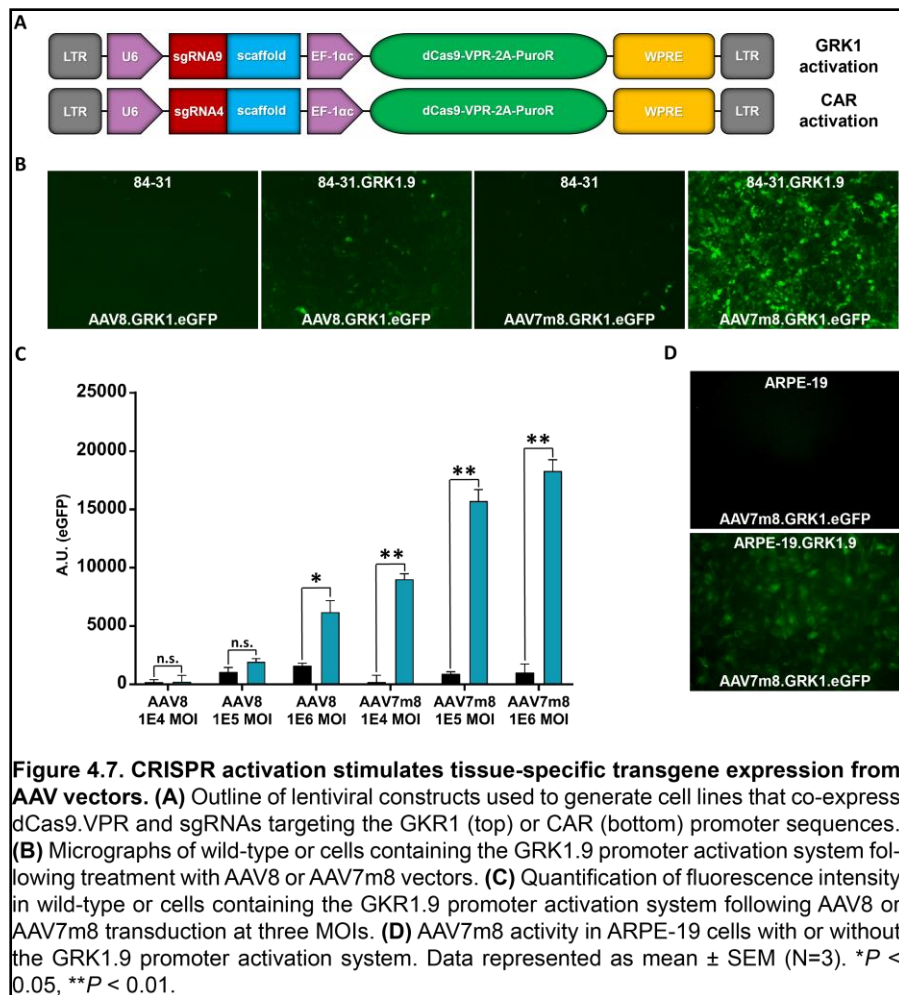 A
LTR U6 sgRNA9 scaffold EF-1αc dCas9-VPR-2A-PuroR WPRE LTR GRK1 activation
LTR U6 sgRNA4 scaffold EF-1αc dCas9-VPR-2A-PuroR WPRE LTR CAR activation
B
84-31 84-31.GRK1.9 84-31 84-31.GRK1.9
AAV8.GRK1.eGFP AAV8.GRK1.eGFP AAV7m8.GRK1.eGFP AAV7m8.GRK1.eGFP
C
A.U. (eGFP)
25000
20000
15000
10000
5000
0
n.s. n.s. * ** ** **
AAV8 AAV8 AAV8 AAV7m8 AAV7m8 AAV7m8
1E4 MOI 1E5 MOI 1E6 MOI 1E4 MOI 1E5 MOI 1E6 MOI
D
ARPE-19
AAV7m8.GRK1.eGFP
ARPE-19.GRK1.9
AAV7m8.GRK1.eGFP
Figure 4.7. CRISPR activation stimulates tissue-specific transgene expression from
AAV vectors. (A) Outline of lentiviral constructs used to generate cell lines that co-express
dCas9.VPR and sgRNAs targeting the GKR1 (top) or CAR (bottom) promoter sequences.
(B) Micrographs of wild-type or cells containing the GRK1.9 promoter activation system fol-
lowing treatment with AAV8 or AAV7m8 vectors. (C) Quantification of fluorescence intensity
in wild-type or cells containing the GKR1.9 promoter activation system following AAV8 or
AAV7m8 transduction at three MOIs. (D) AAV7m8 activity in ARPE-19 cells with or without
the GRK1.9 promoter activation system. Data represented as mean ± SEM (N=3). *P <
0.05, **P < 0.01.